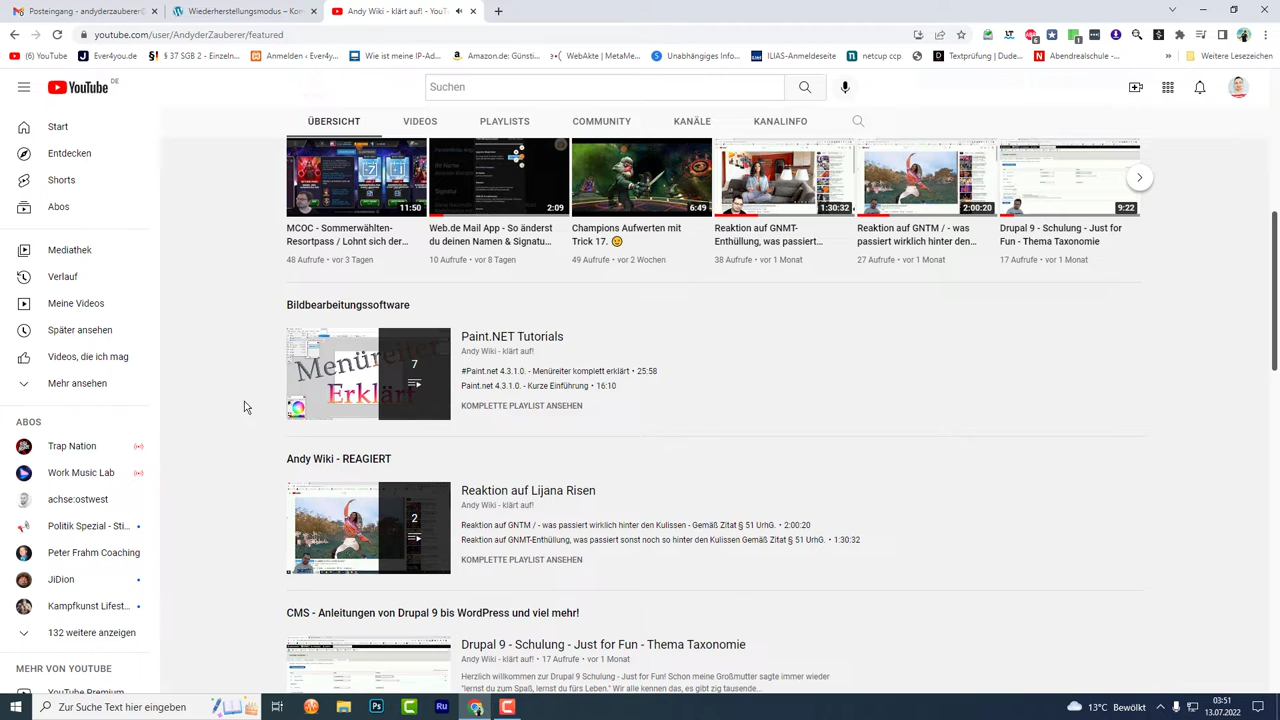 Posteingang - andyderzaubere
Wiederherstellungsmodus - Kon
Andy Wiki - klärt auf! - YouT
youtube.com/user/AndyderZauberer/featured
(6) YouTube
Ever4you.de
§ 37 SGB 2 - Einzeln...
Anmelden ‹ Ever4yo...
Wie ist meine IP-Ad...
Amazon.de: Günsti...
WebAkte | MetaMe...
Unabhängiges Info...
ILIAS-Anmeldeseite
netcup ccp
Textprüfung | Dude...
Abendrealschule -
»
Weitere Lesezeichen
YouTube DE
Suchen
ÜBERSICHT
VIDEOS
PLAYLISTS
COMMUNITY
KANÄLE
KANALINFO
Start
Entdecken
Shorts
Abos
Mediathek
Verlauf
Meine Videos
Später ansehen
Videos, die ich mag
Mehr ansehen
ABOS
Trap Nation
Work Music Lab
achse:ostwest
Politik Spezial - Sti...
Peter Frahm Coaching
JiDion
Kampfkunst Lifest...
132 weitere anzeigen
MEHR VON YOUTUBE
YouTube Premium
11:50
2:09
6:49
1:30:32
2:00:20
9:22
MCOC - Sommerwählten-
Resortpass / Lohnt sich der...
48 Aufrufe • vor 3 Tagen
Web.de Mail App - So änderst
du deinen Namen & Signatu...
10 Aufrufe • vor 8 Tagen
Champions Aufwerten mit
Trick 17. 🙂
49 Aufrufe • vor 2 Wochen
Reaktion auf GNMT-
Enthüllung, was passiert...
38 Aufrufe • vor 1 Monat
Reaktion auf GNTM / - was
passiert wirklich hinter den...
27 Aufrufe • vor 1 Monat
Drupal 9 - Schulung - Just for
Fun - Thema Taxonomie
17 Aufrufe • vor 1 Monat
Bildbearbeitungssoftware
Menüreiter
Erklärt
7
Paint.NET Tutorials
Andy Wiki - klärt auf!
#Paint.net 4.3.1.0. - Menüreiter komplett erklärt • 25:58
Paint.net 4.3.1.0. - Kurze Einführung • 16:10
KOMPLETTE PLAYLIST ANSEHEN
Andy Wiki - REAGIERT
2
Reaktion auf Lijana Risen
Andy Wiki - klärt auf!
Reaktion auf GNTM / - was passiert wirklich hinter den Kulissen - Gemäß Zitat § 51 UrhG. • 2:00:20
Reaktion auf GNMT-Enthüllung, was passiert sonst noch so hinter den Kulissen Gemäß Zitat § 51 UrhG. • 1:30:32
KOMPLETTE PLAYLIST ANSEHEN
CMS - Anleitungen von Drupal 9 bis WordPress und viel mehr!
Drupal 9 - Schulung - Just for Fun - Thema Taxonomie
Andy Wiki - klärt auf! • 17 Aufrufe • vor 1 Monat
Herzlich willkommen zur Drupal 9 Schulung - Just for Fun! Schon meine Großmutter sagte immer wieder
"lernst du zum Spaß, lernst du fürs Leben." Wir alle kennen das, es gibt zig tausende...
Zur Suche Text hier eingeben
13°C Bewölkt
03:51
13.07.2022